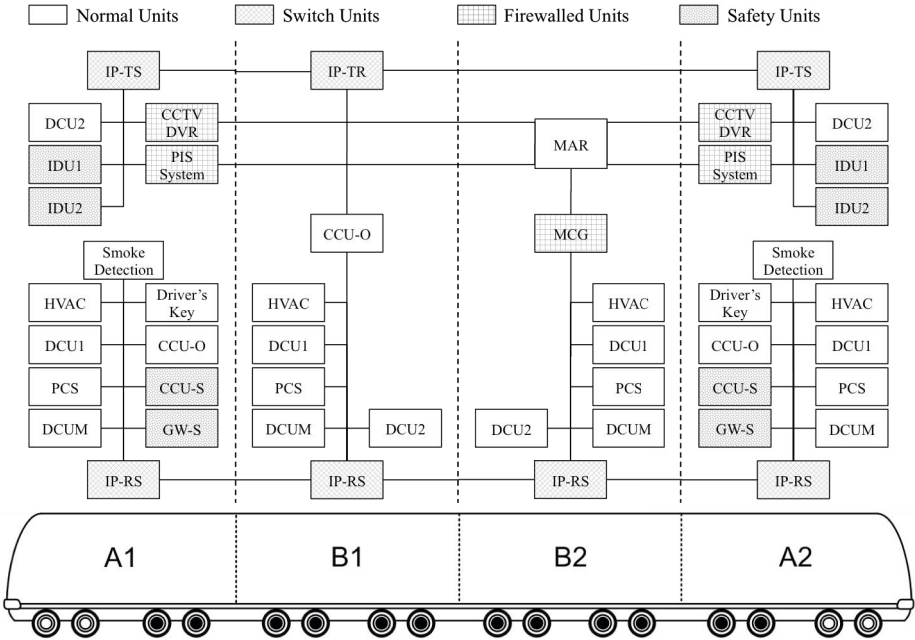 Normal Units
Switch Units
Firewalled Units
Safety Units
IP-TS
IP-TR
IP-TS
DCU2
CCTV
DVR
IDU1
PIS
System
IDU2
MAR
CCTV
DVR
DCU2
PIS
System
IDU1
IDU2
CCU-O
MCG
Smoke
Detection
HVAC
Driver's
Key
DCU1
CCU-O
PCS
CCU-S
DCUM
GW-S
HVAC
DCU1
PCS
DCUM
DCU2
HVAC
DCU1
PCS
DCU2
DCUM
Smoke
Detection
Driver's
Key
HVAC
CCU-O
DCU1
CCU-S
PCS
GW-S
DCUM
IP-RS
IP-RS
IP-RS
IP-RS
A1
B1
B2
A2